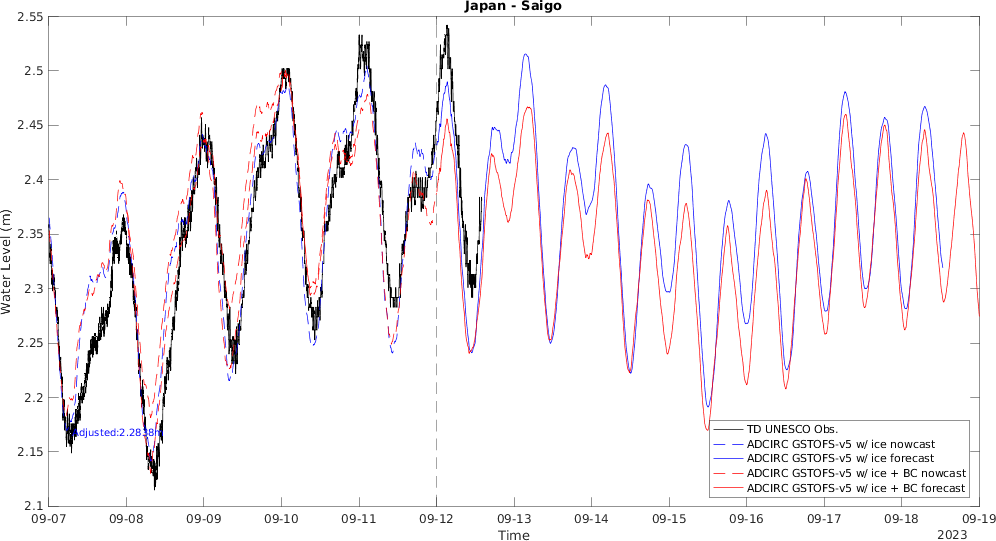 Japan - Saigo
2.55
2.5
2.45
2.4
2.35
2.3
2.25
2.2
2.15
2.1
Water Level (m)
Adjusted:2.2838m
TD UNESCO Obs.
ADCIRC GSTOFS-v5 w/ ice nowcast
ADCIRC GSTOFS-v5 w/ ice forecast
ADCIRC GSTOFS-v5 w/ ice + BC nowcast
ADCIRC GSTOFS-v5 w/ ice + BC forecast
09-07 09-08 09-09 09-10 09-11 09-12 09-13 09-14 09-15 09-16 09-17 09-18 09-19
Time
2023